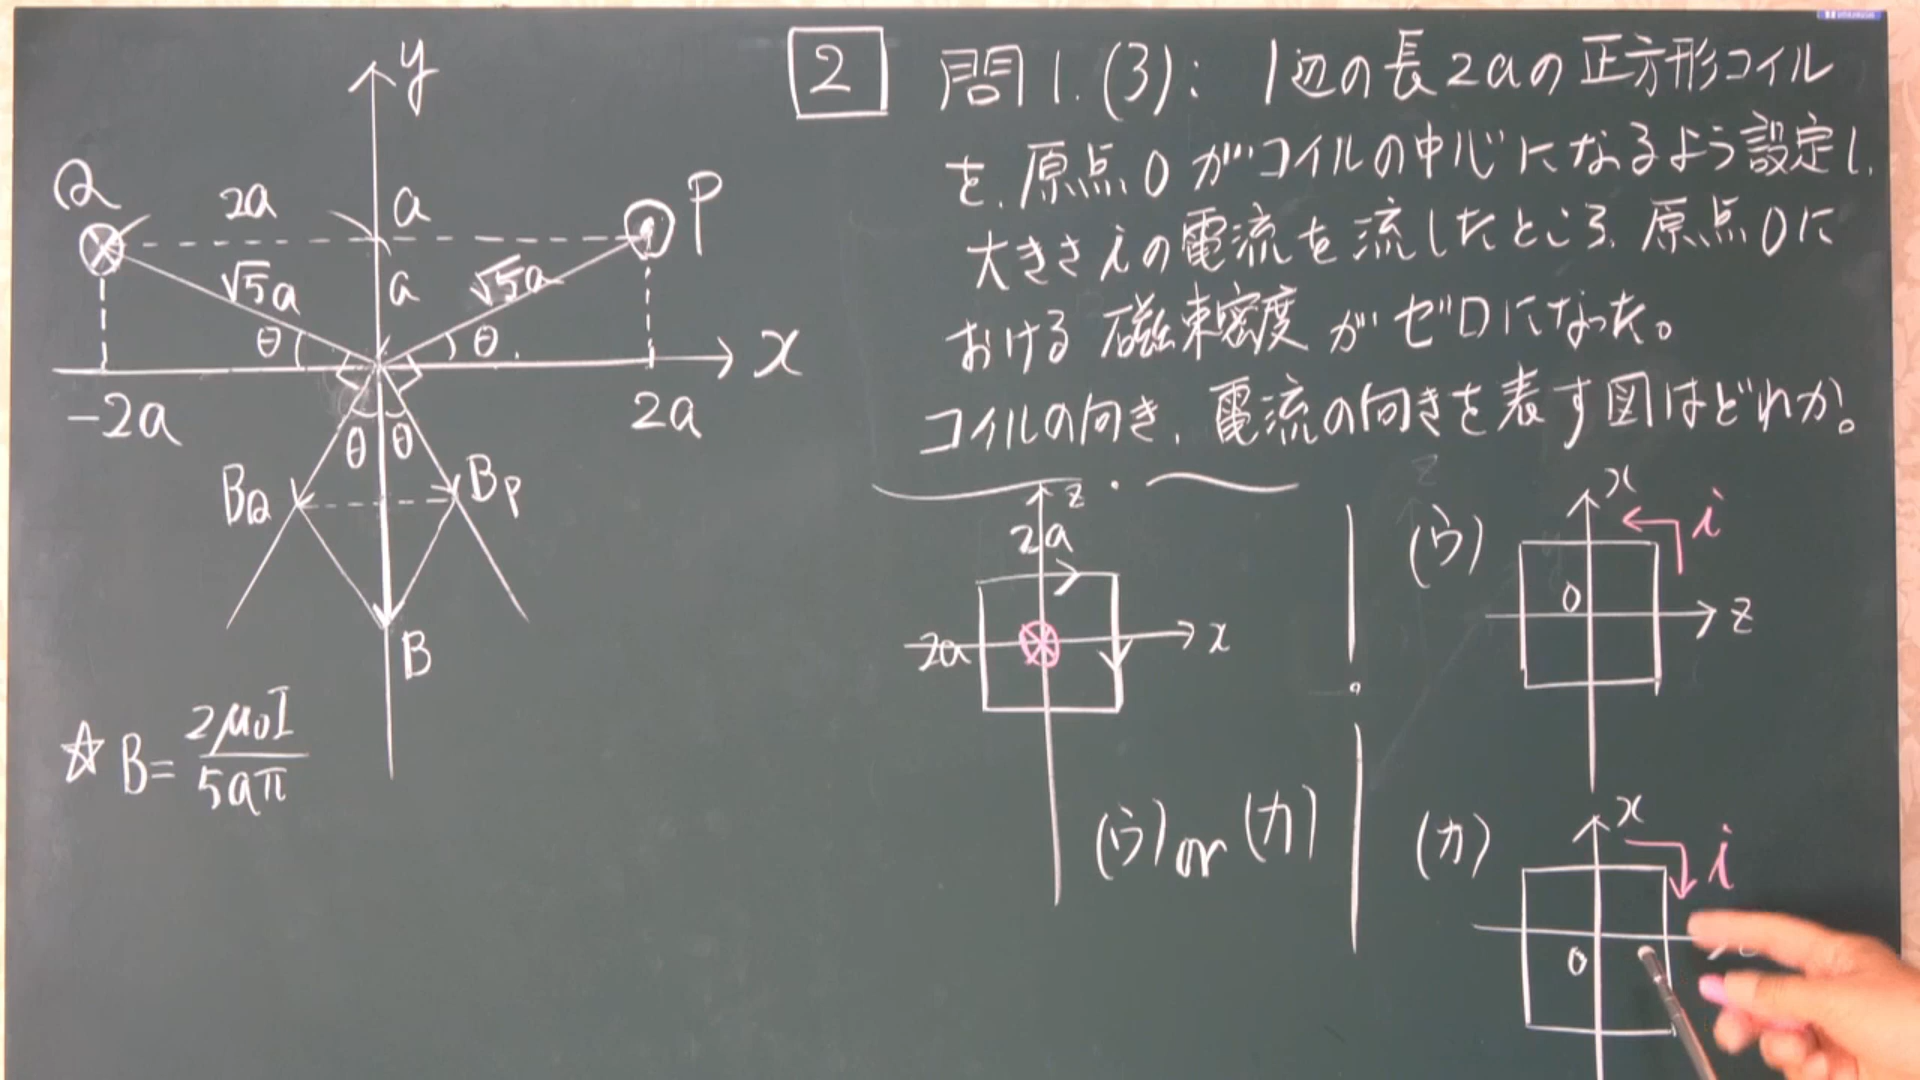 y
Q
2a
a
P
√5a
a
√5a
θ
θ
x
-2a
2a
θ
θ
BQ
BP
B
☆ B= 2μ0I / 5aπ
2
問1.(3): 1辺の長2aの正方形コイル
を、原点0がコイルの中心になるよう設定し、
大きさiの電流を流したところ、原点0に
おける磁束密度がゼロになった。
コイルの向き、電流の向きを表す図はどれか。
z
2a
2a
x
(ウ)or(カ)
(ウ)
x
i
0
z
(カ)
x
i
0